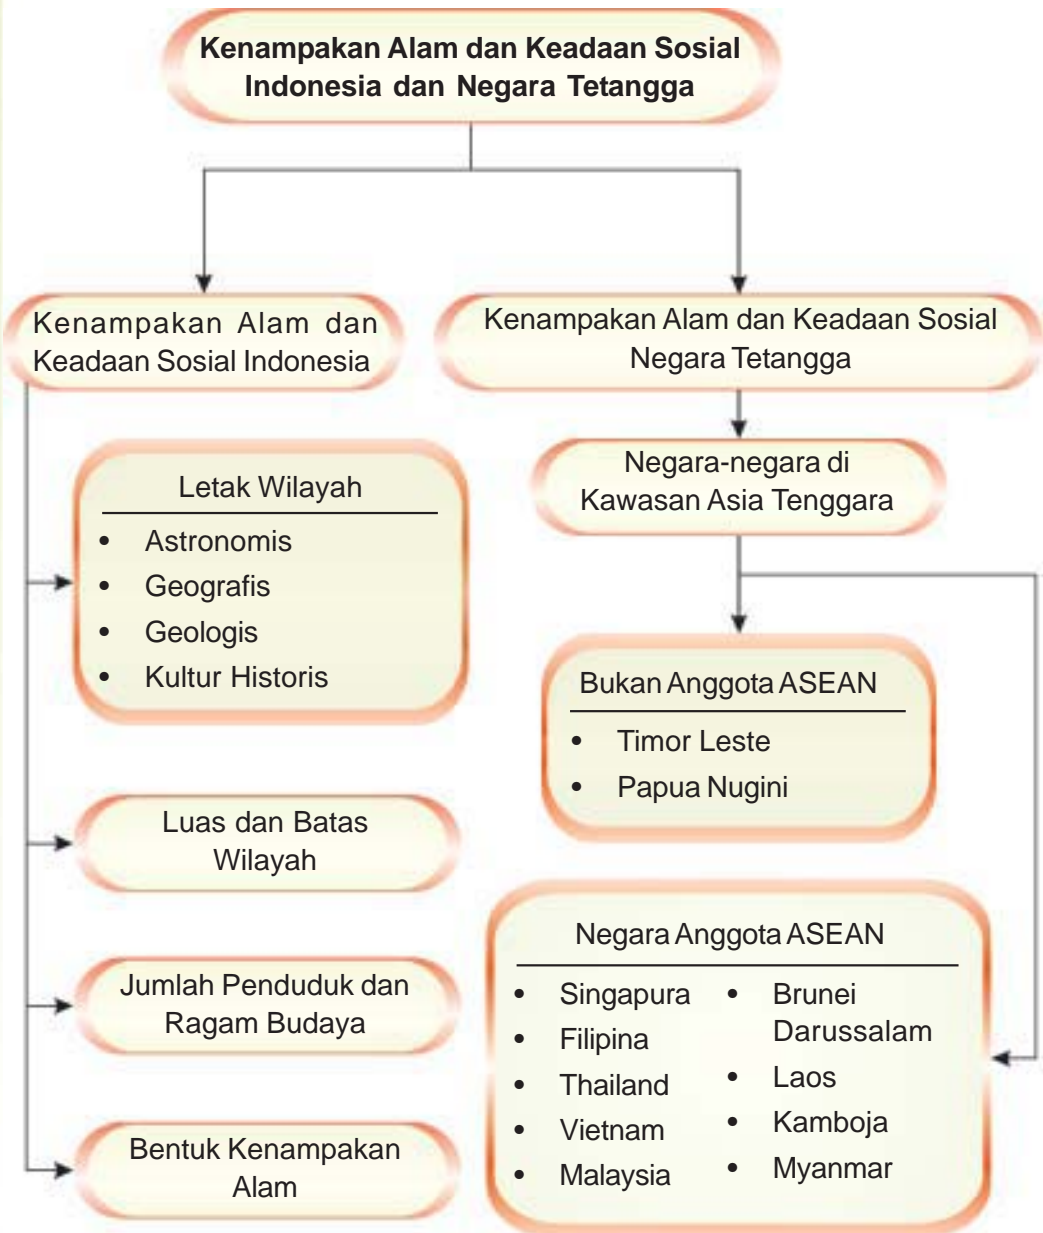 Kenampakan Alam dan Keadaan Sosial
Indonesia dan Negara Tetangga
Kenampakan Alam dan
Keadaan Sosial Indonesia
Letak Wilayah
• Astronomis
• Geografis
• Geologis
• Kultur Historis
Luas dan Batas
Wilayah
Jumlah Penduduk dan
Ragam Budaya
Bentuk Kenampakan
Alam
Kenampakan Alam dan Keadaan Sosial
Negara Tetangga
Negara-negara di
Kawasan Asia Tenggara
Bukan Anggota ASEAN
• Timor Leste
• Papua Nugini
Negara Anggota ASEAN
• Singapura
• Filipina
• Thailand
• Vietnam
• Malaysia
• Brunei
Darussalam
• Laos
• Kamboja
• Myanmar